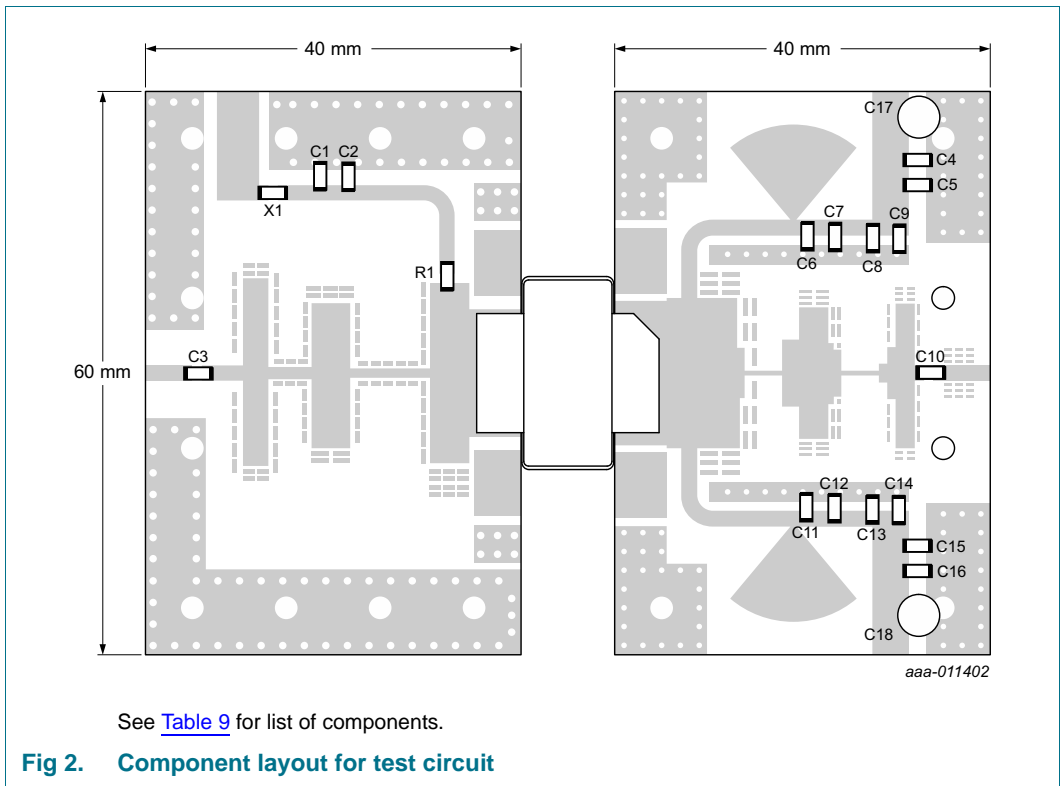 40 mm
40 mm
60 mm
C1
C2
X1
R1
C3
C17
C4
C5
C7
C9
C6
C8
C10
C12
C14
C11
C13
C15
C16
C18
aaa-011402
See Table 9 for list of components.
Fig 2. Component layout for test circuit